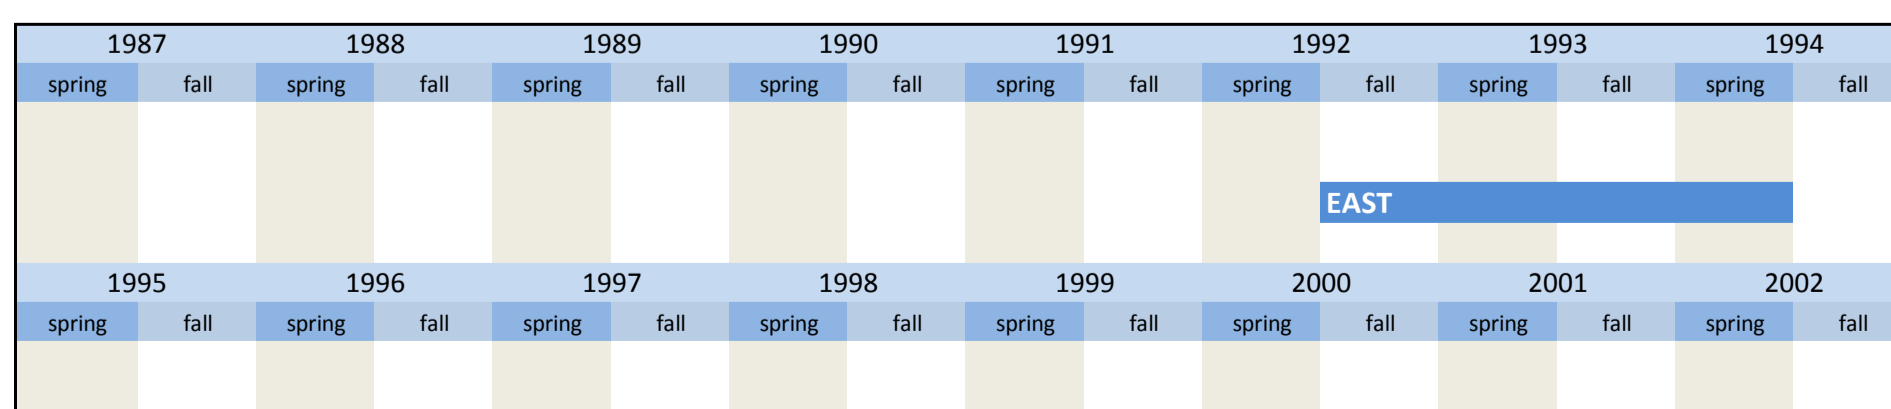 1987 1988 1989 1990 1991 1992 1993 1994
spring fall spring fall spring fall spring fall spring fall spring fall spring fall spring fall
EAST
1995 1996 1997 1998 1999 2000 2001 2002
spring fall spring fall spring fall spring fall spring fall spring fall spring fall spring fall